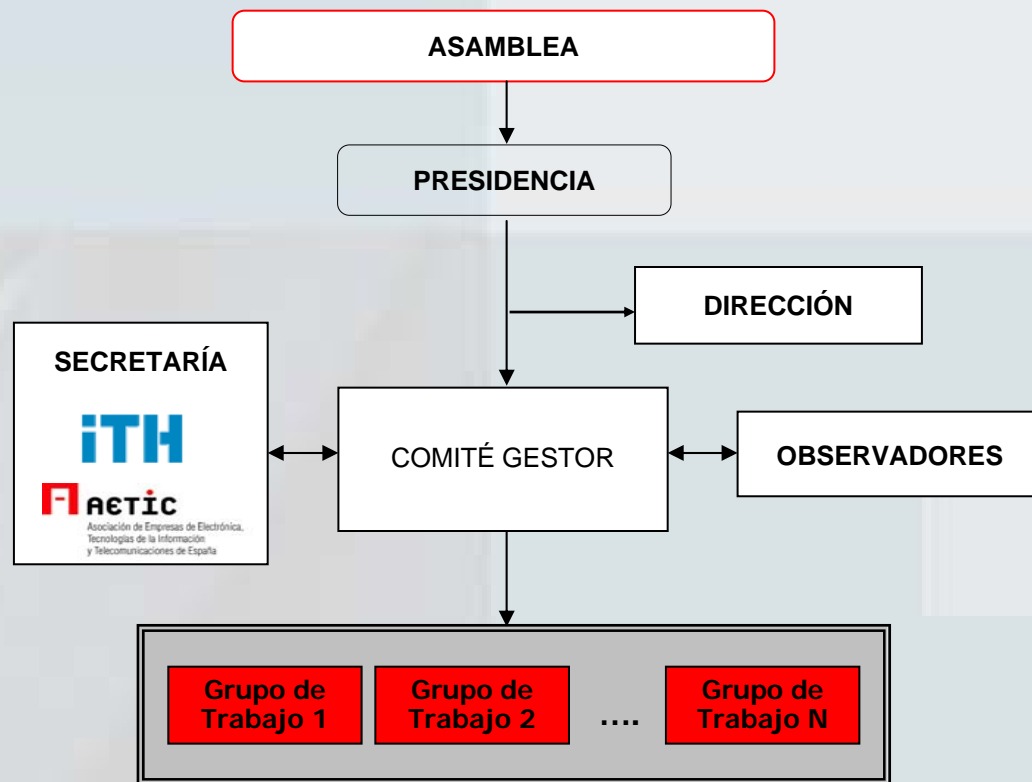 ASAMBLEA
PRESIDENCIA
DIRECCIÓN
SECRETARÍA
iTH
AETIC
Asociación de Empresas de Electrónica,
Tecnologías de la Información
y Telecomunicaciones de España
COMITÉ GESTOR
OBSERVADORES
Grupo de
Trabajo 1
Grupo de
Trabajo 2
....
Grupo de
Trabajo N